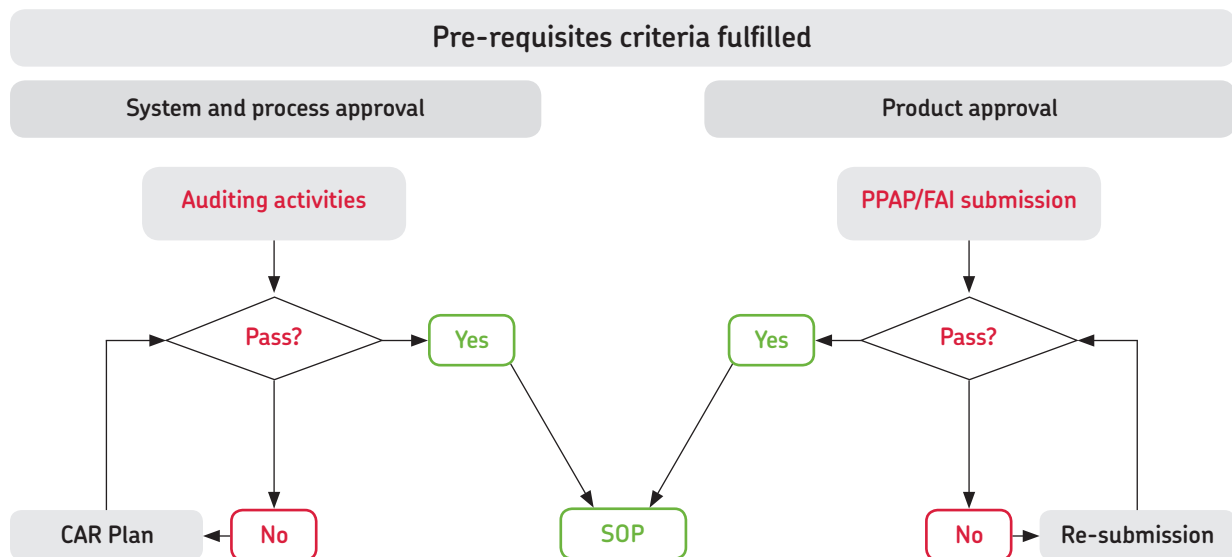 Pre-requisites criteria fulfilled
System and process approval
Product approval
Auditing activities
PPAP/FAI submission
Pass?
Yes
Yes
Pass?
CAR Plan
No
SOP
No
Re-submission